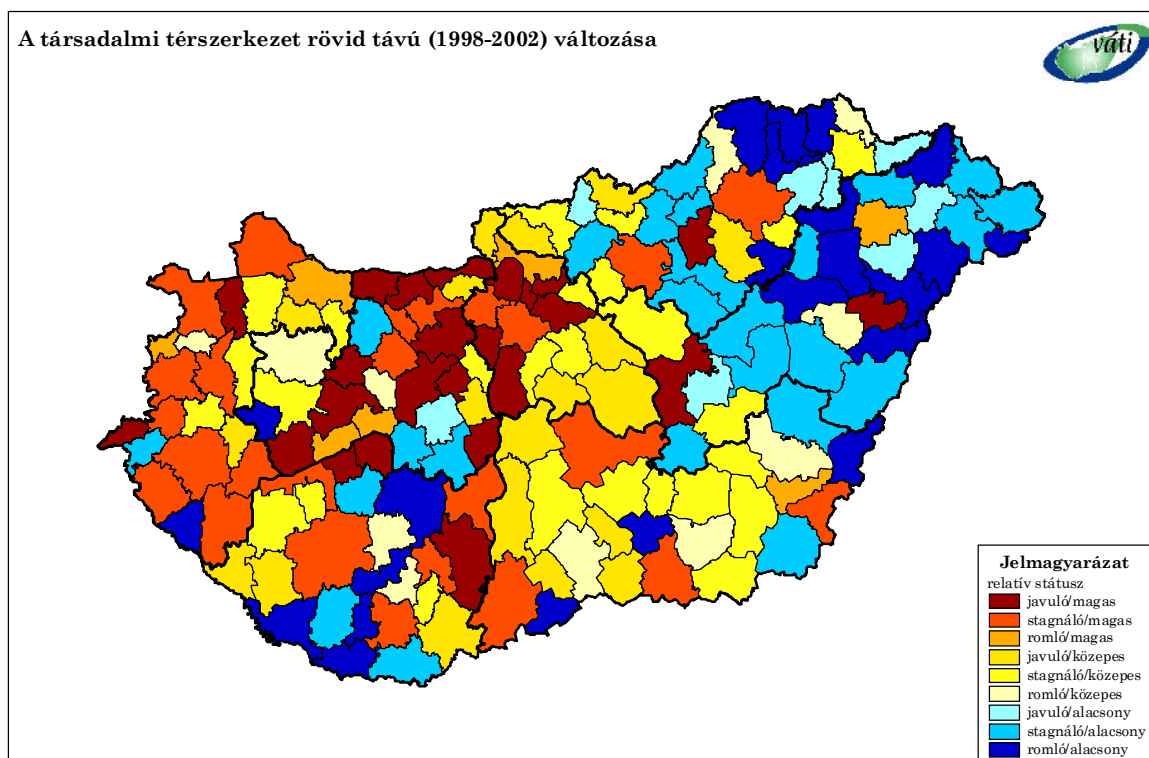 A társadalmi térszerkezet rövid távú (1998-2002) változása
váti
Jelmagyarázat
relatív státusz
javuló/magas
stagnáló/magas
romló/magas
javuló/közepes
stagnáló/közepes
romló/közepes
javuló/alacsony
stagnáló/alacsony
romló/alacsony